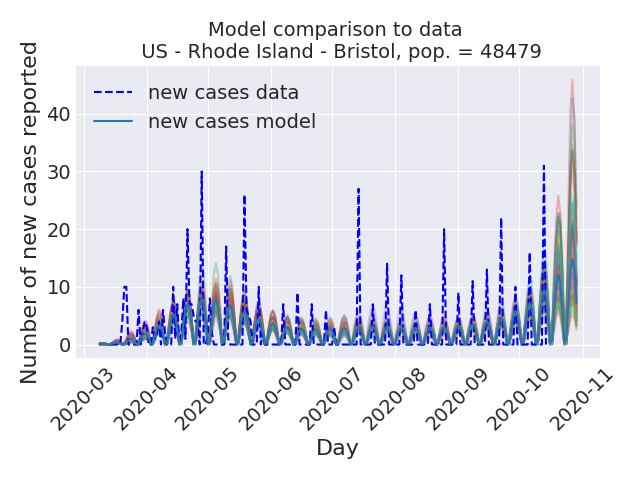 Model comparison to data
US - Rhode Island - Bristol, pop. = 48479
Number of new cases reported
40
30
20
10
0
new cases data
new cases model
2020-03
2020-04
2020-05
2020-06
2020-07
2020-08
2020-09
2020-10
2020-11
Day